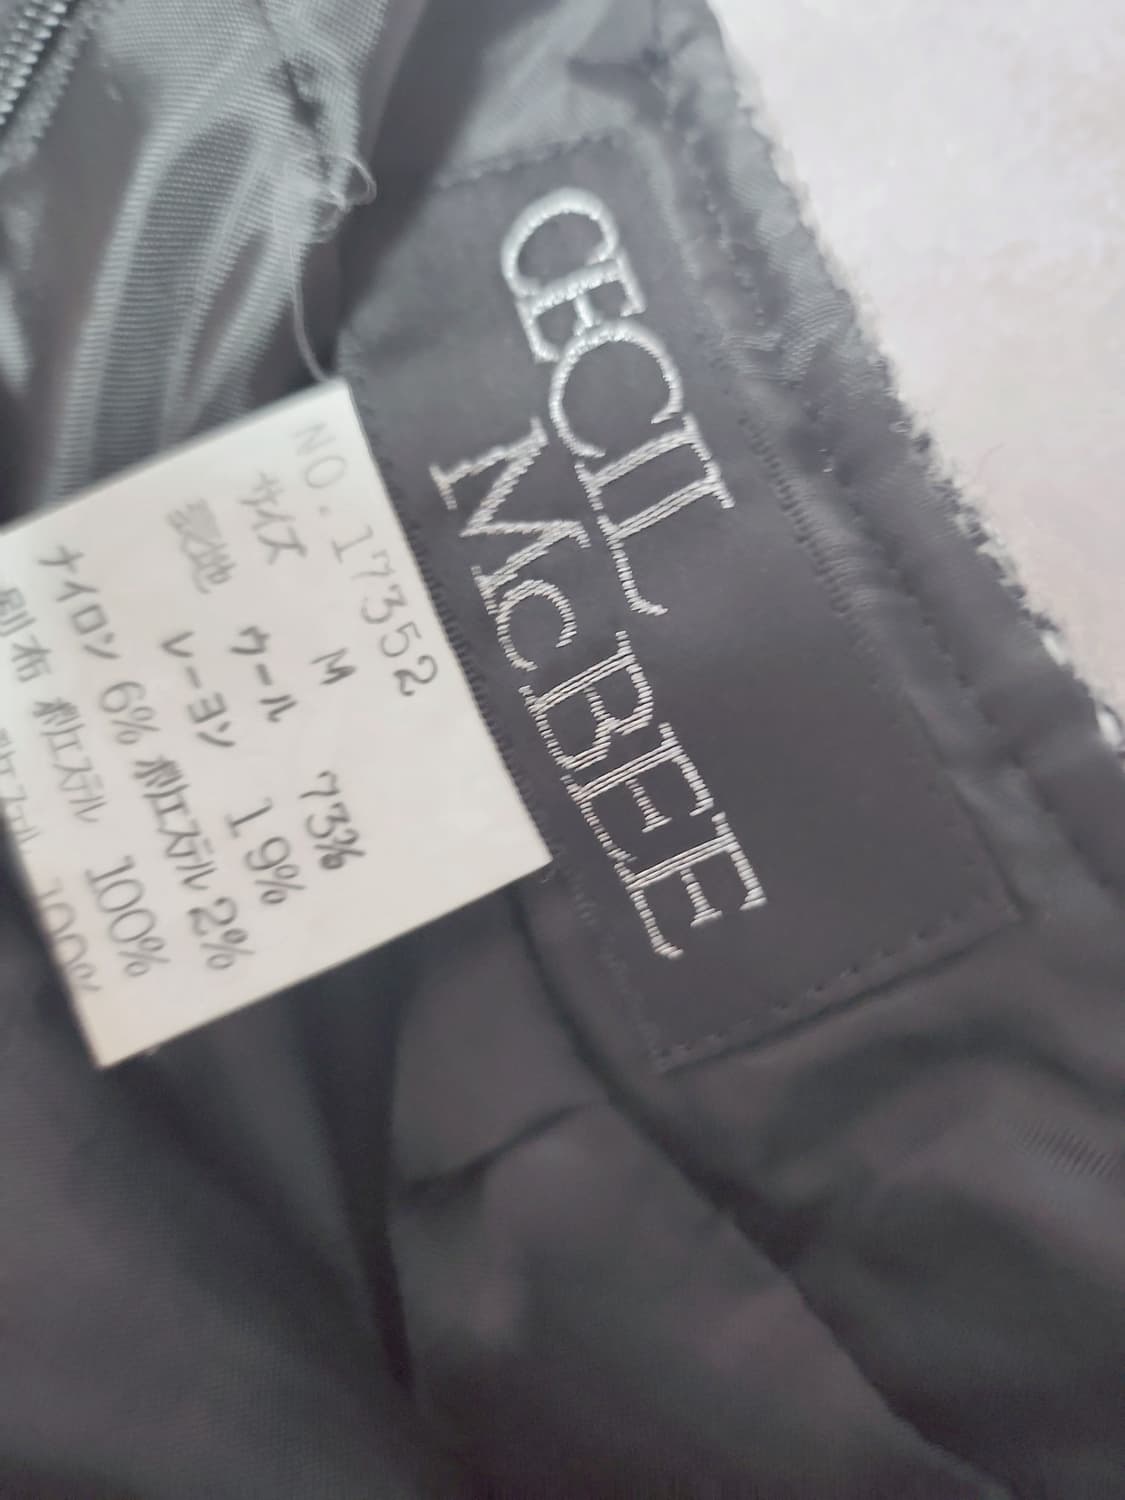 CECIL
McBEE
NO.17352
サイズ M
表地 ウール 73%
レーヨン 19%
ナイロン 6% ポリエステル 2%
別布 ポリエステル 100%
100%